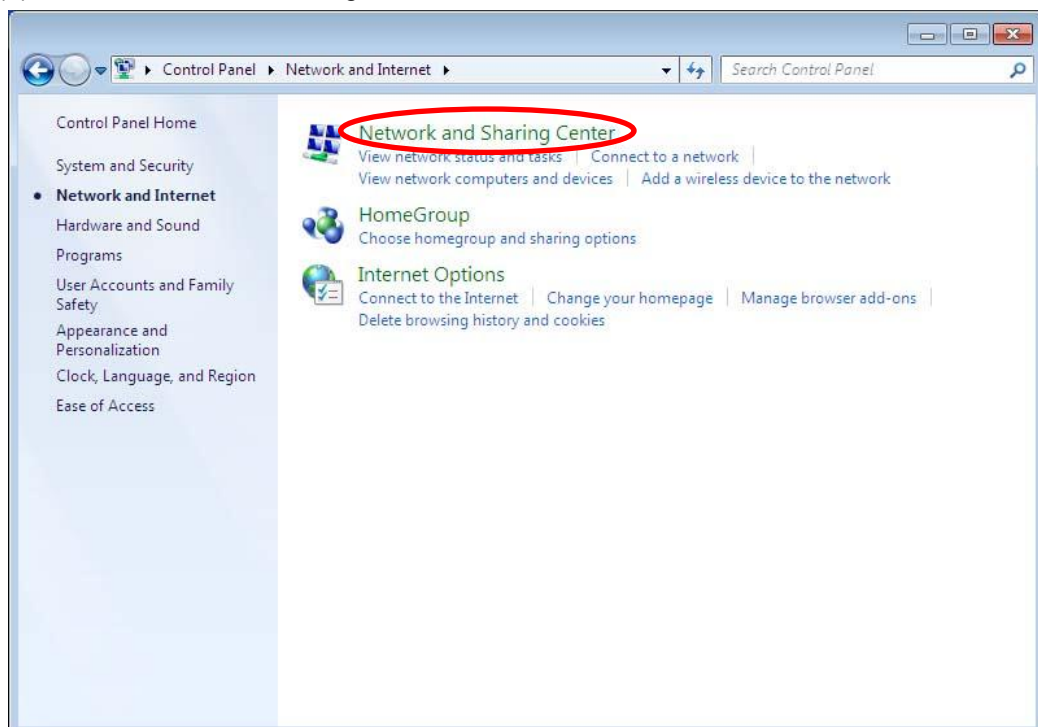 Control Panel ▸ Network and Internet ▸
Search Control Panel
Control Panel Home
System and Security
Network and Internet
Hardware and Sound
Programs
User Accounts and Family
Safety
Appearance and
Personalization
Clock, Language, and Region
Ease of Access
Network and Sharing Center
View network status and tasks | Connect to a network |
View network computers and devices | Add a wireless device to the network
HomeGroup
Choose homegroup and sharing options
Internet Options
Connect to the Internet | Change your homepage | Manage browser add-ons |
Delete browsing history and cookies